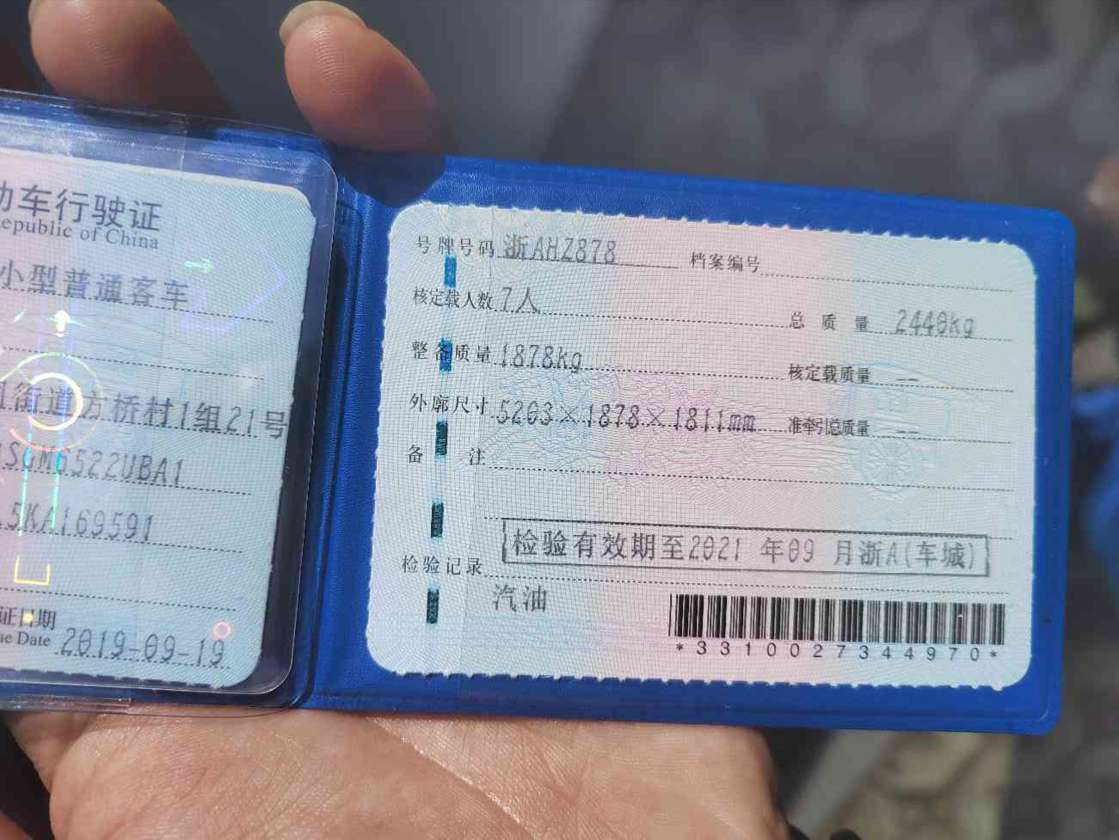 动车行驶证
Republic of China
小型普通客车
街道方桥村1组21号
SGM6522UBA1
5KA169591
证日期
ue Date 2019-09-19
号牌号码 浙AHZ878 档案编号
核定载人数 7人 总质量 2440kg
整备质量 1878kg 核定载质量 --
外廓尺寸 5203×1878×1811mm 准牵引总质量 --
备注
检验有效期至2021年09月浙A(车城)
检验记录
汽油
*3310027344970*